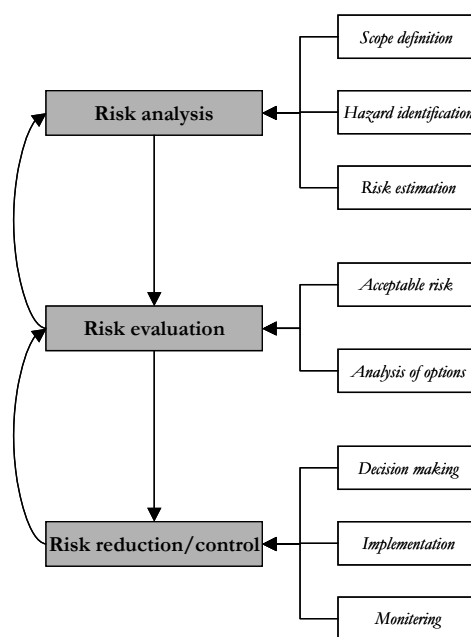 Scope definition
Risk analysis
Hazard identification
Risk estimation
Acceptable risk
Risk evaluation
Analysis of options
Decision making
Risk reduction/control
Implementation
Monitering